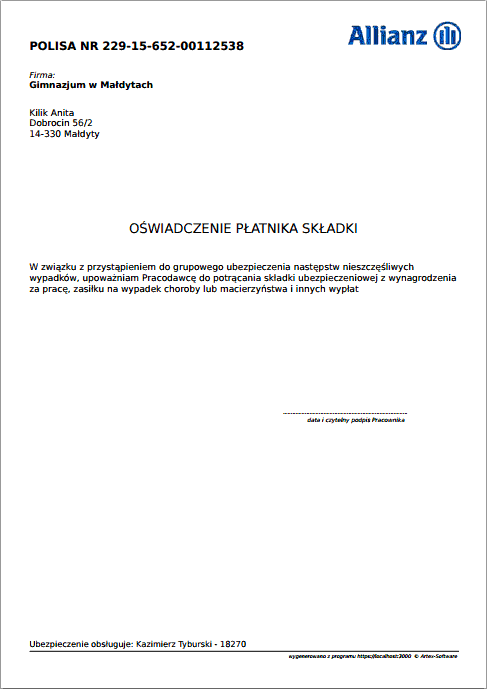 Allianz
POLISA NR 229-15-652-00112538
Firma:
Gimnazjum w Małdytach
Kilik Anita
Dobrocin 56/2
14-330 Małdyty
OŚWIADCZENIE PŁATNIKA SKŁADKI
W związku z przystąpieniem do grupowego ubezpieczenia następstw nieszczęśliwych
wypadków, upoważniam Pracodawcę do potrącania składki ubezpieczeniowej z wynagrodzenia
za pracę, zasiłku na wypadek choroby lub macierzyństwa i innych wypłat
data i czytelny podpis Pracownika
Ubezpieczenie obsługuje: Kazimierz Tyburski - 18270
wygenerowano z programu https://localhost:3000 © Artex-Software